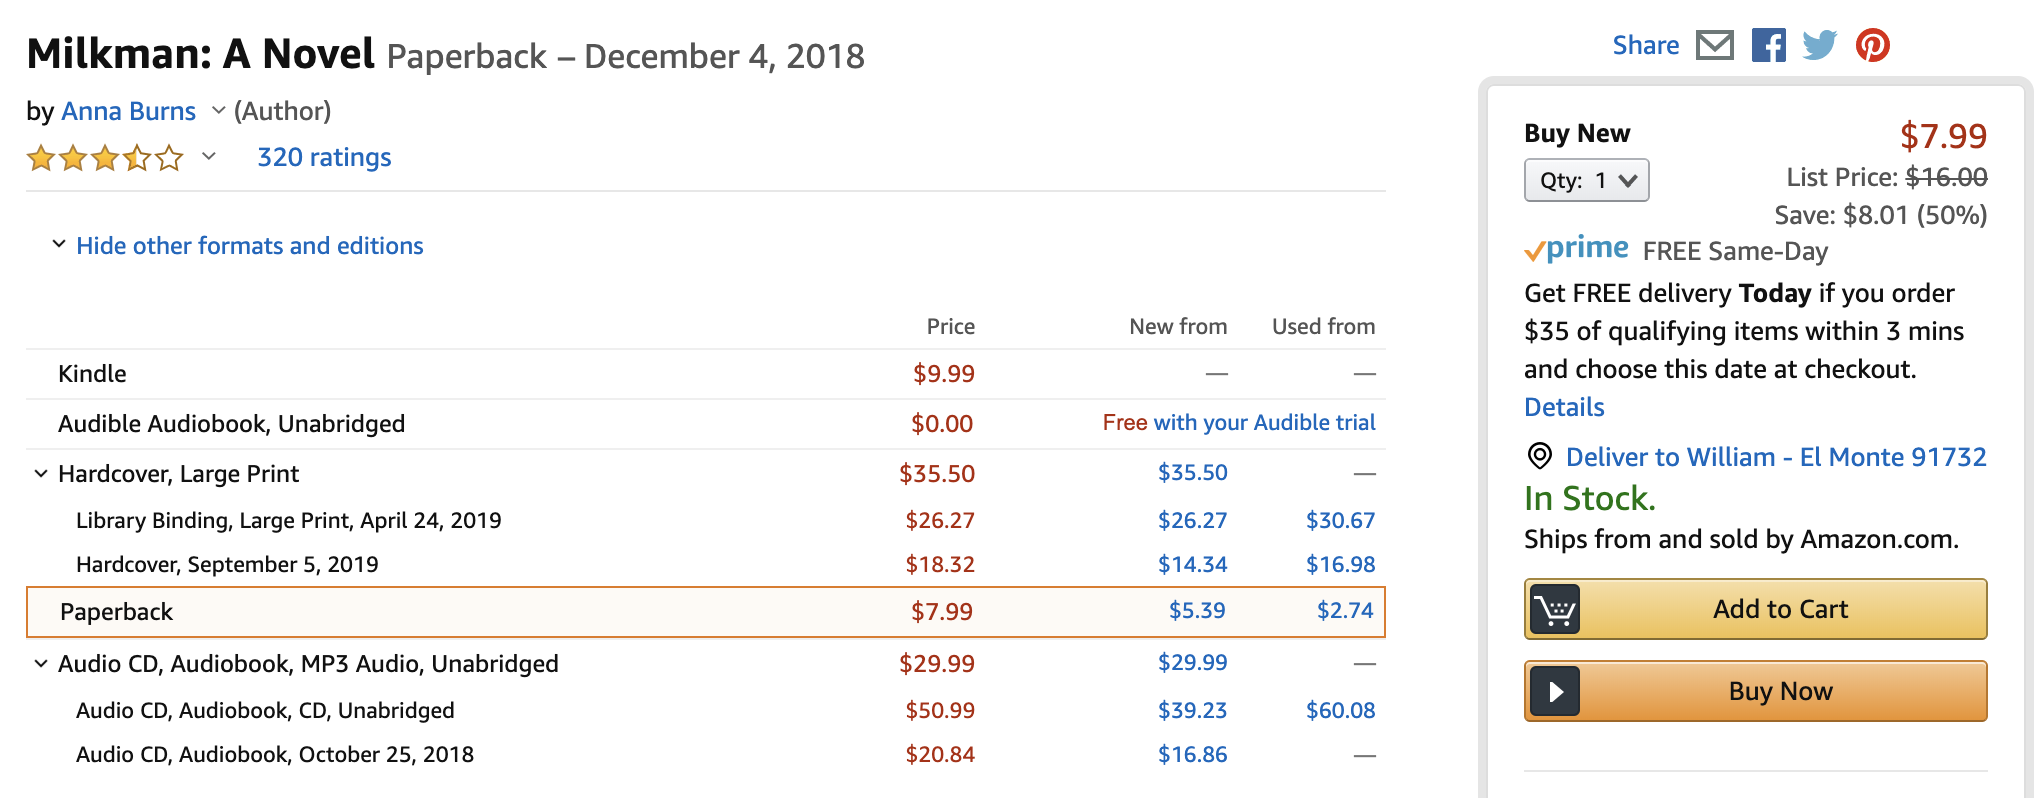 Milkman: A Novel Paperback – December 4, 2018
by Anna Burns (Author)
320 ratings
Hide other formats and editions
Price New from Used from
Kindle $9.99 — —
Audible Audiobook, Unabridged $0.00 Free with your Audible trial
Hardcover, Large Print $35.50 $35.50 —
Library Binding, Large Print, April 24, 2019 $26.27 $26.27 $30.67
Hardcover, September 5, 2019 $18.32 $14.34 $16.98
Paperback $7.99 $5.39 $2.74
Audio CD, Audiobook, MP3 Audio, Unabridged $29.99 $29.99 —
Audio CD, Audiobook, CD, Unabridged $50.99 $39.23 $60.08
Audio CD, Audiobook, October 25, 2018 $20.84 $16.86 —
Share
Buy New $7.99
Qty: 1 List Price: $16.00
Save: $8.01 (50%)
prime FREE Same-Day
Get FREE delivery Today if you order
$35 of qualifying items within 3 mins
and choose this date at checkout.
Details
Deliver to William - El Monte 91732
In Stock.
Ships from and sold by Amazon.com.
Add to Cart
Buy Now